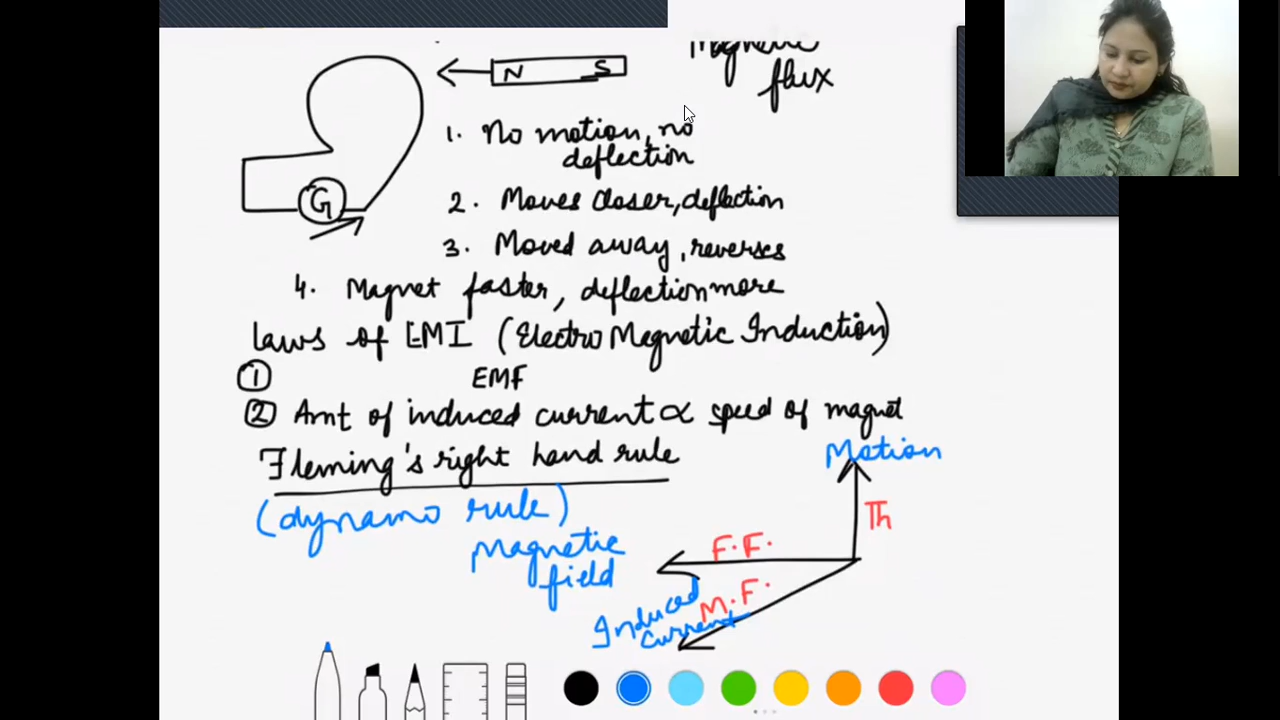 Magnetic
flux
N S
1. No motion, no
deflection
G
2. Moves closer, deflection
3. Moved away, reverses
4. Magnet faster, deflection more
laws of EMI (Electro Magnetic Induction)
① EMF
② Amt of induced current ∝ speed of magnet
Fleming's right hand rule
Motion
(dynamo rule)
Th
Magnetic
field
F.F.
M.F.
Induced
Current